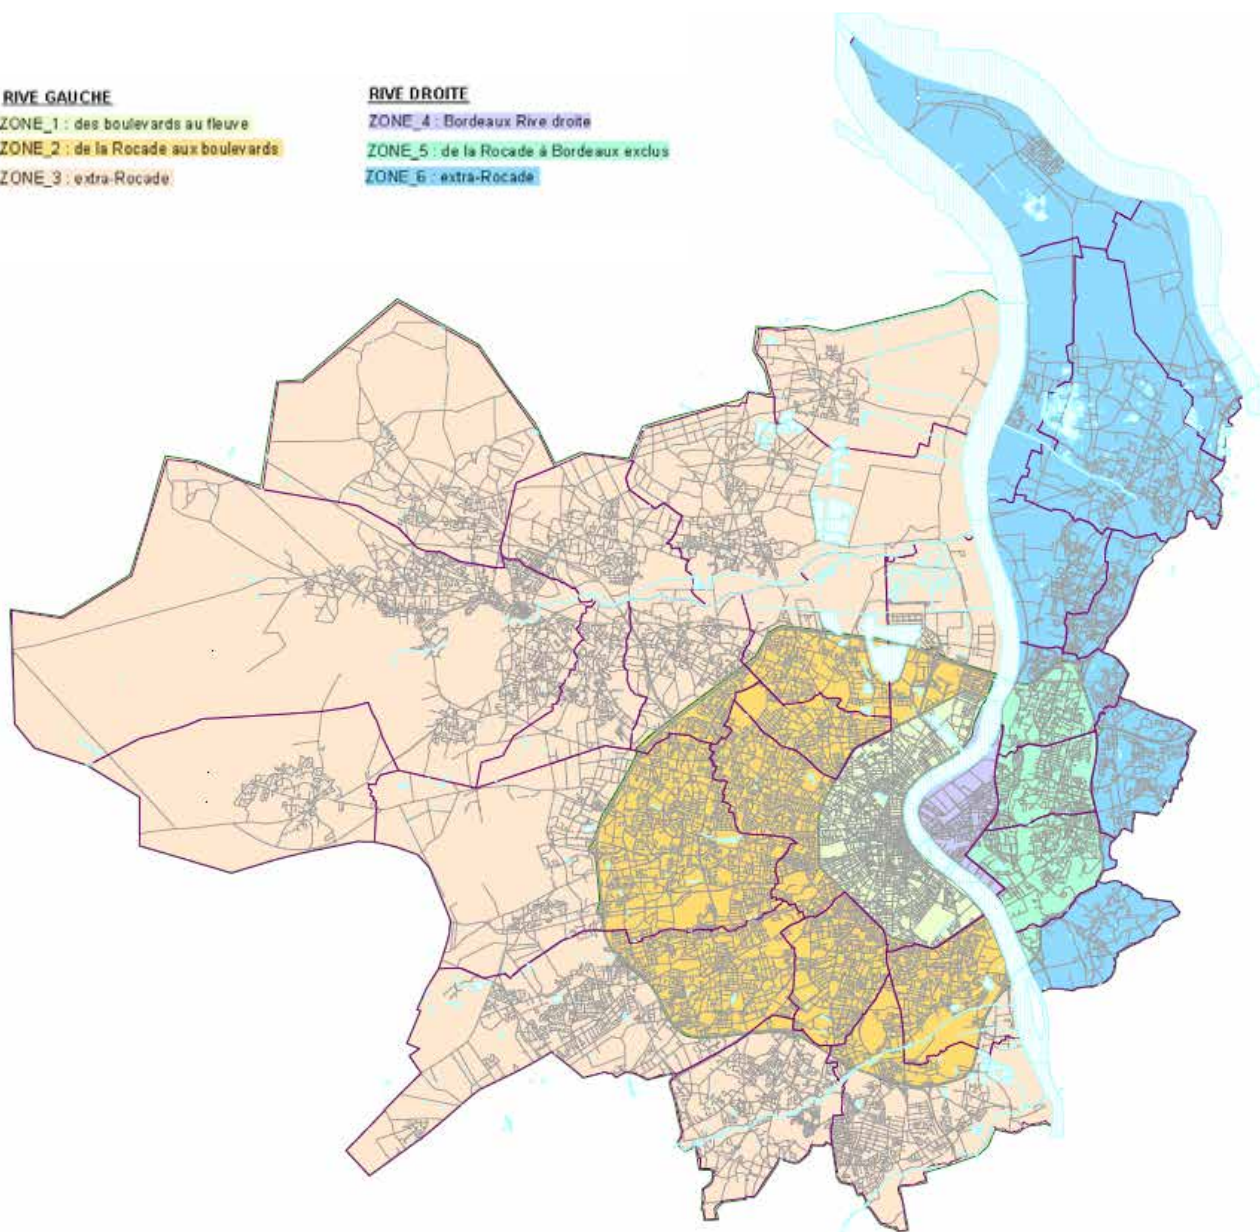 RIVE GAUCHE
ZONE_1 : des boulevards au fleuve
ZONE_2 : de la Rocade aux boulevards
ZONE_3 : extra-Rocade
RIVE DROITE
ZONE_4 : Bordeaux Rive droite
ZONE_5 : de la Rocade à Bordeaux exclus
ZONE_6 : extra-Rocade